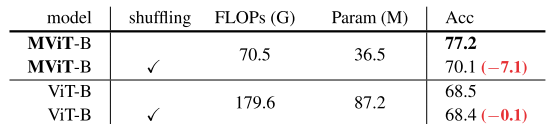 model shuffling FLOPs (G) Param (M) Acc
MViT-B 70.5 36.5 77.2
MViT-B ✓ 70.1 (−7.1)
ViT-B 179.6 87.2 68.5
ViT-B ✓ 68.4 (−0.1)